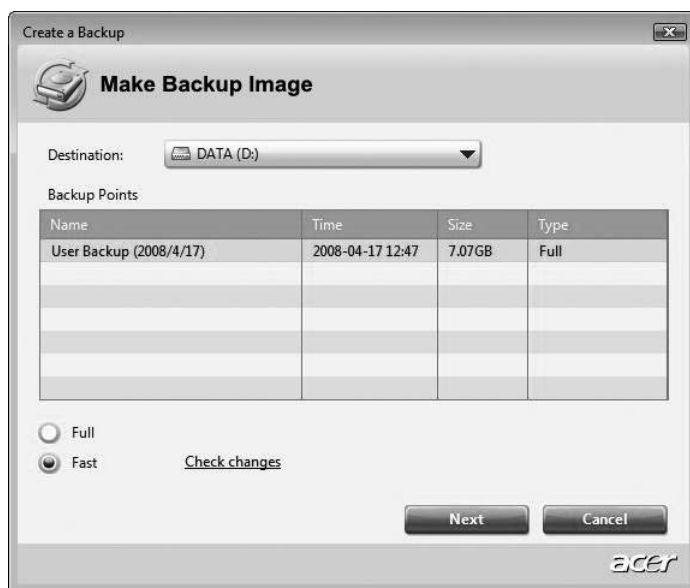 Create a Backup
Make Backup Image
Destination: DATA (D:)
Backup Points
Name Time Size Type
User Backup (2008/4/17) 2008-04-17 12:47 7.07GB Full
Full
Fast Check changes
Next Cancel
acer